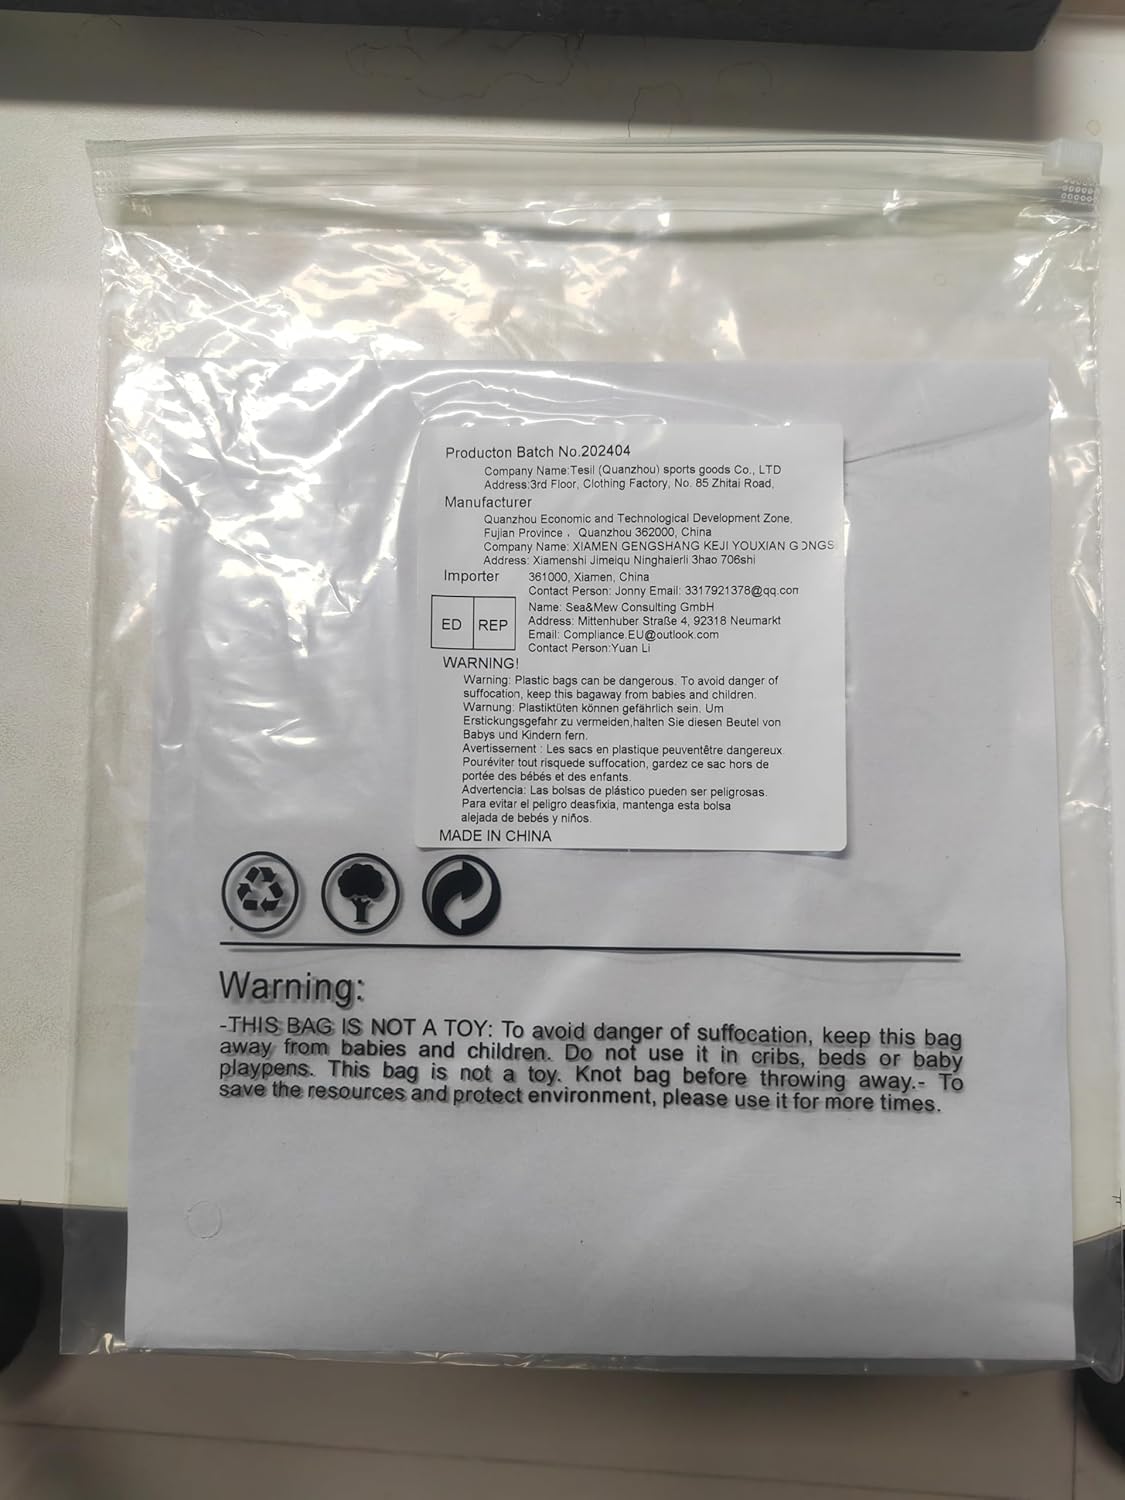 Producton Batch No.202404
Company Name:Tesil (Quanzhou) sports goods Co., LTD
Address:3rd Floor, Clothing Factory, No. 85 Zhitai Road,
Manufacturer
Quanzhou Economic and Technological Development Zone,
Fujian Province , Quanzhou 362000, China
Company Name: XIAMEN GENGSHANG KEJI YOUXIAN GONGS
Address: Xiamenshi Jimeiqu Ninghaierli 3hao 706shi
Importer 361000, Xiamen, China
Contact Person: Jonny Email: 3317921378@qq.com
Name: Sea&Mew Consulting GmbH
ED REP Address: Mittenhuber Straße 4, 92318 Neumarkt
Email: Compliance.EU@outlook.com
Contact Person:Yuan Li
WARNING!
Warning: Plastic bags can be dangerous. To avoid danger of
suffocation, keep this bagaway from babies and children.
Warnung: Plastiktüten können gefährlich sein. Um
Erstickungsgefahr zu vermeiden,halten Sie diesen Beutel von
Babys und Kindern fern.
Avertissement : Les sacs en plastique peuventêtre dangereux.
Pouréviter tout risquede suffocation, gardez ce sac hors de
portée des bébés et des enfants.
Advertencia: Las bolsas de plástico pueden ser peligrosas.
Para evitar el peligro deasfixia, mantenga esta bolsa
alejada de bebés y niños.
MADE IN CHINA
Warning:
-THIS BAG IS NOT A TOY: To avoid danger of suffocation, keep this bag
away from babies and children. Do not use it in cribs, beds or baby
playpens. This bag is not a toy. Knot bag before throwing away.- To
save the resources and protect environment, please use it for more times.